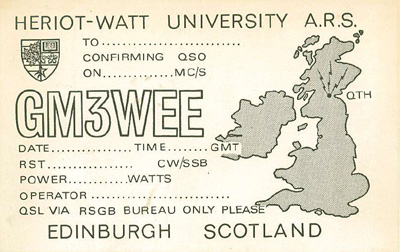 HERIOT-WATT UNIVERSITY A.R.S.
TO........................
CONFIRMING QSO
ON............MC/S
GM3WEE
QTH
DATE..............TIME........GMT
RST............... CW/SSB
POWER...........WATTS
OPERATOR........................
QSL VIA RSGB BUREAU ONLY PLEASE
EDINBURGH SCOTLAND